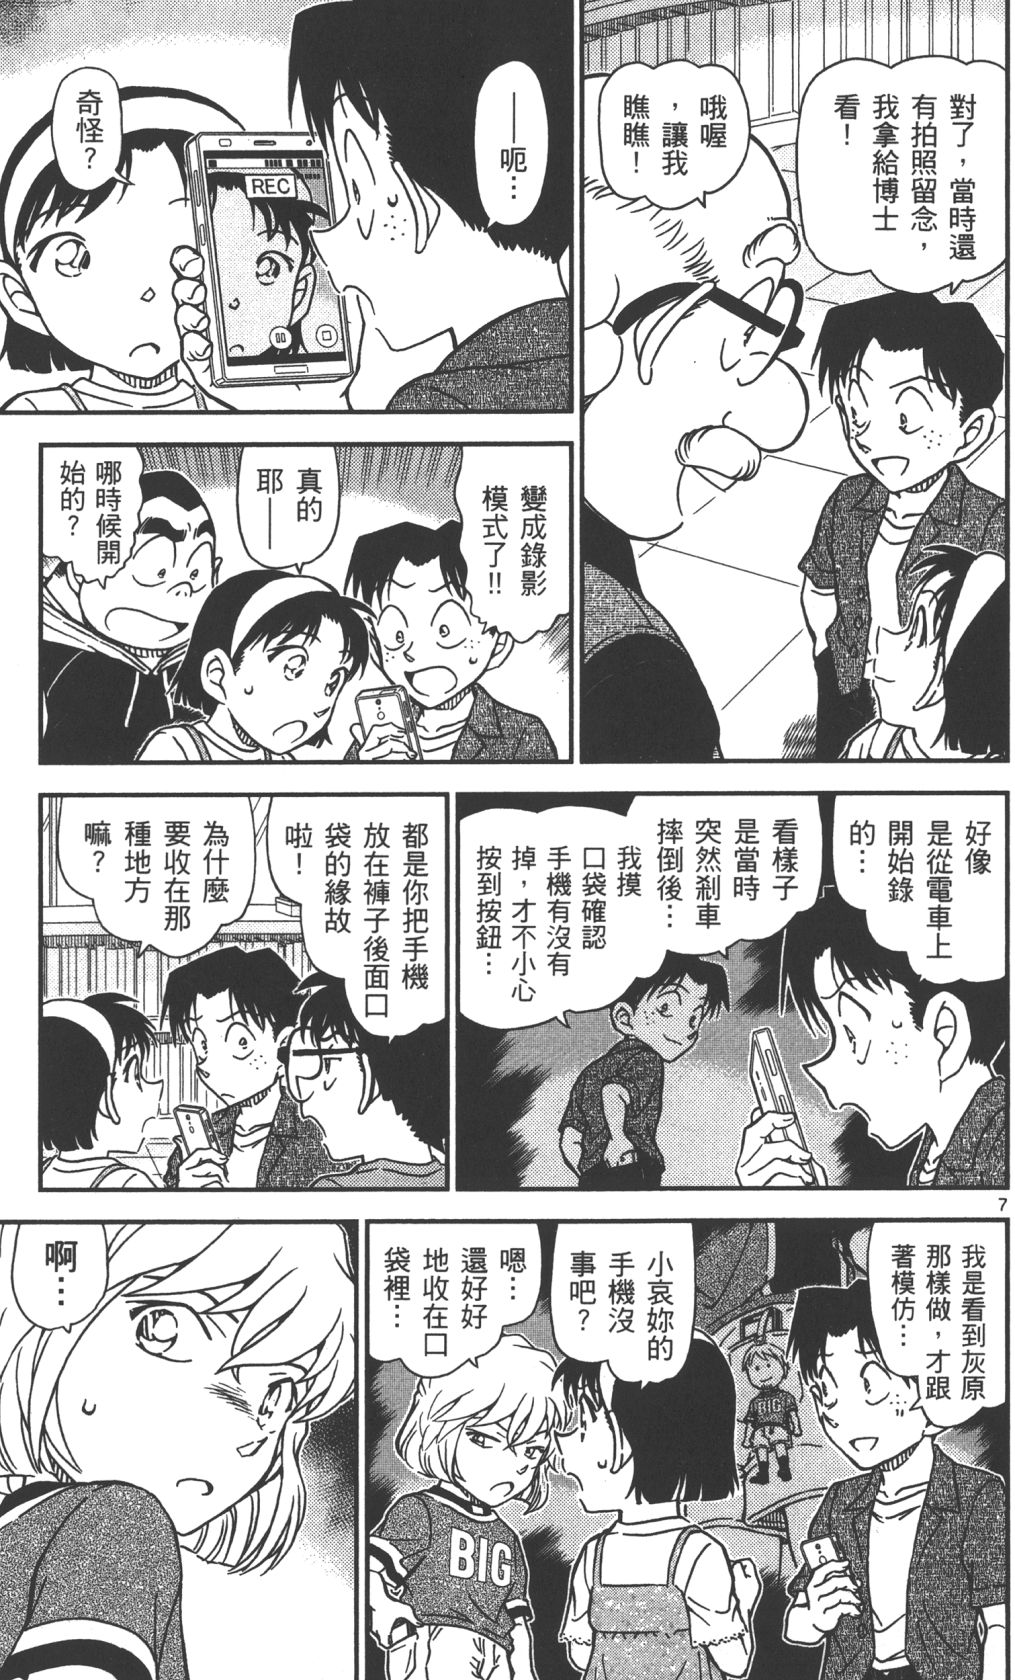 對了，當時還
有拍照留念，
我拿給博士
看！
哦喔
，讓我
瞧瞧！
——呃…
奇怪？
REC
變成錄影
模式了!!
真的
耶——
哪時候開
始的？
好像
是從電車上
開始錄
的…
看樣子
是當時
突然剎車
摔倒後…
我摸
口袋確認
手機有沒有
掉，才不小心
按到按鈕…
都是你把手機
放在褲子後面口
袋的緣故
啦！
為什麼
要收在那
種地方
嘛？
7
我是看到灰原
那樣做，才跟
著模仿…
BIG
小哀妳的
手機沒
事吧？
嗯…
還好好
地收在口
袋裡…
BIG
啊…